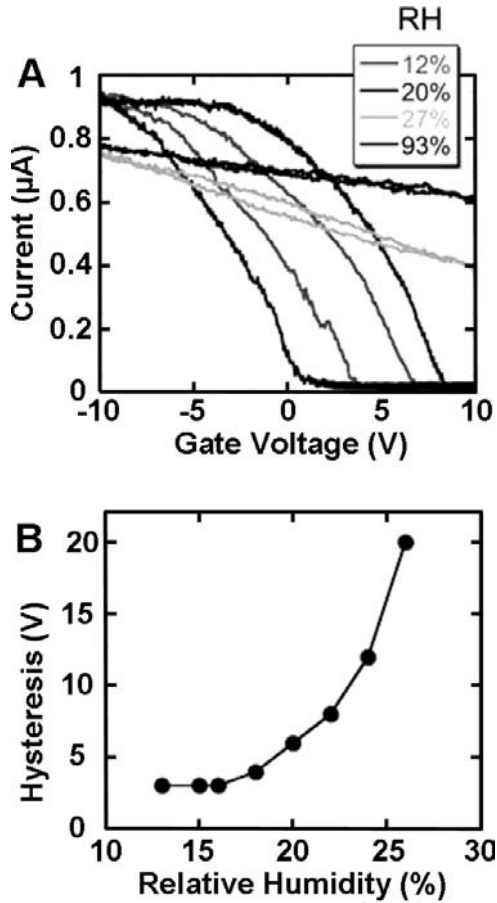 RH
12%
20%
27%
93%
A
1
0.8
0.6
0.4
0.2
0
-10 -5 0 5 10
Current (µA)
Gate Voltage (V)
B
20
15
10
5
0
10 15 20 25 30
Hysteresis (V)
Relative Humidity (%)